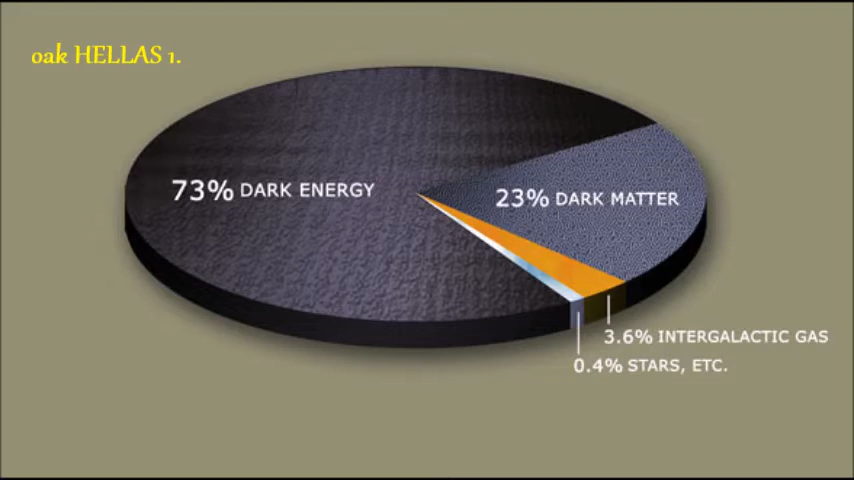 oak HELLAS 1.
73% DARK ENERGY
23% DARK MATTER
3.6% INTERGALACTIC GAS
0.4% STARS, ETC.